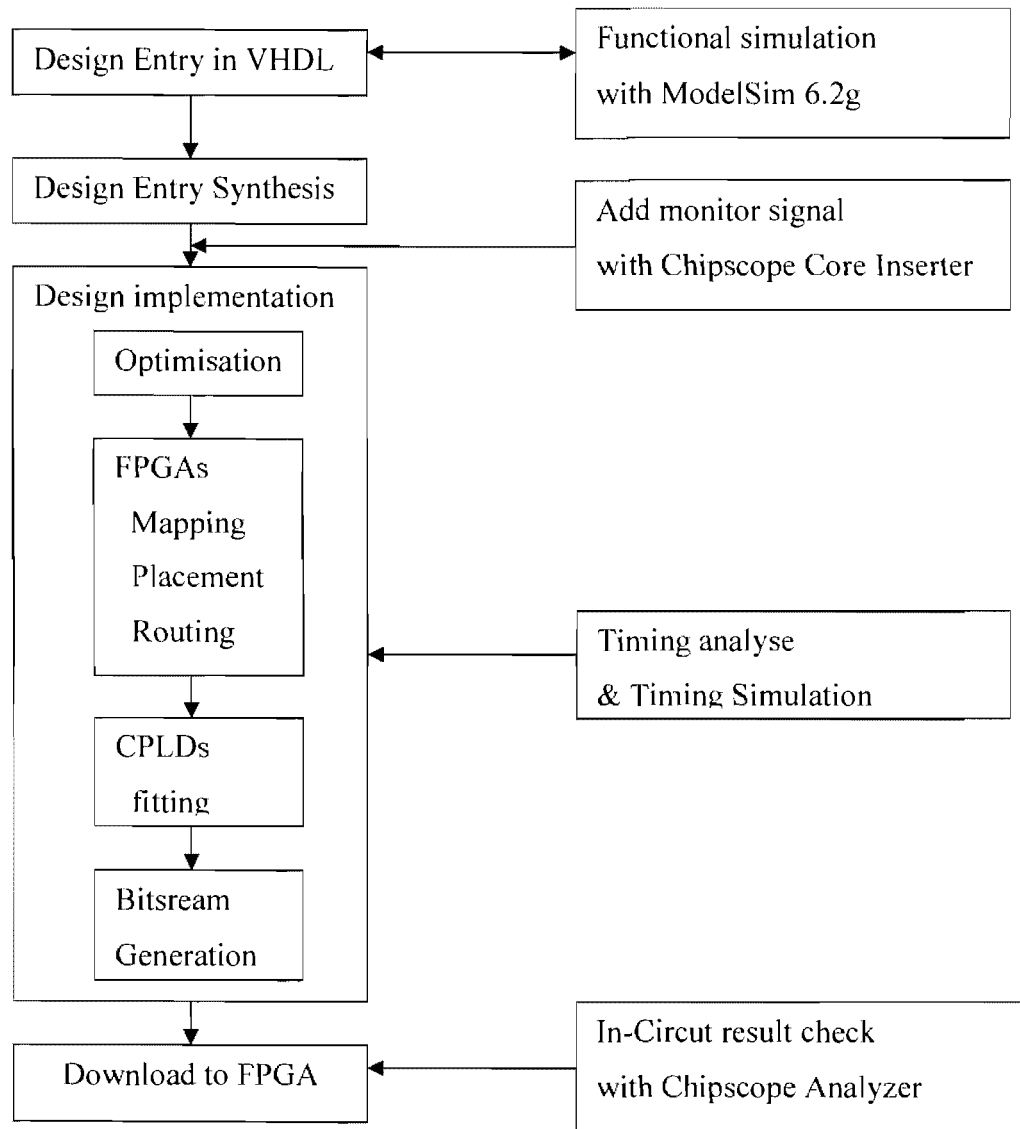 Design Entry in VHDL
Functional simulation
with ModelSim 6.2g
Design Entry Synthesis
Add monitor signal
with Chipscope Core Inserter
Design implementation
Optimisation
FPGAs
Mapping
Placement
Routing
Timing analyse
& Timing Simulation
CPLDs
fitting
Bitsream
Generation
Download to FPGA
In-Circut result check
with Chipscope Analyzer